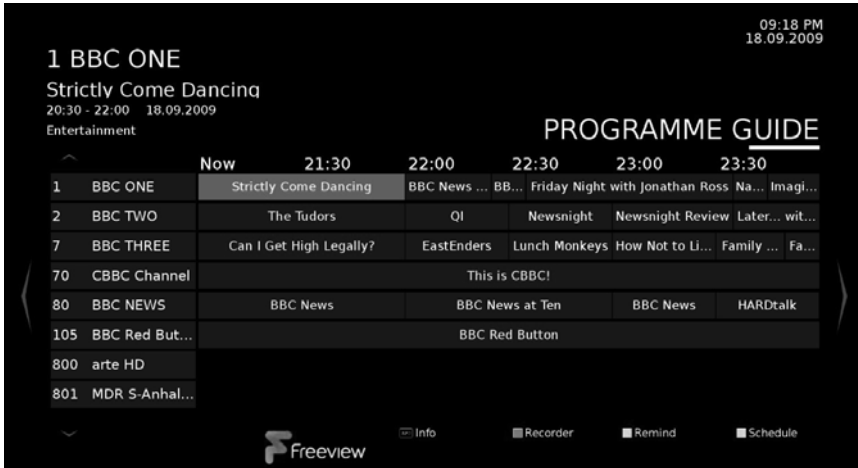 09:18 PM
18.09.2009
1 BBC ONE
Strictly Come Dancing
20:30 - 22:00 18.09.2009
Entertainment
PROGRAMME GUIDE
Now 21:30 22:00 22:30 23:00 23:30
1 BBC ONE Strictly Come Dancing BBC News ... BB... Friday Night with Jonathan Ross Na... Imagi...
2 BBC TWO The Tudors QI Newsnight Newsnight Review Later... wit...
7 BBC THREE Can I Get High Legally? EastEnders Lunch Monkeys How Not to Li... Family ... Fa...
70 CBBC Channel This is CBBC!
80 BBC NEWS BBC News BBC News at Ten BBC News HARDtalk
105 BBC Red But... BBC Red Button
800 arte HD
801 MDR S-Anhal...
Freeview Info Recorder Remind Schedule